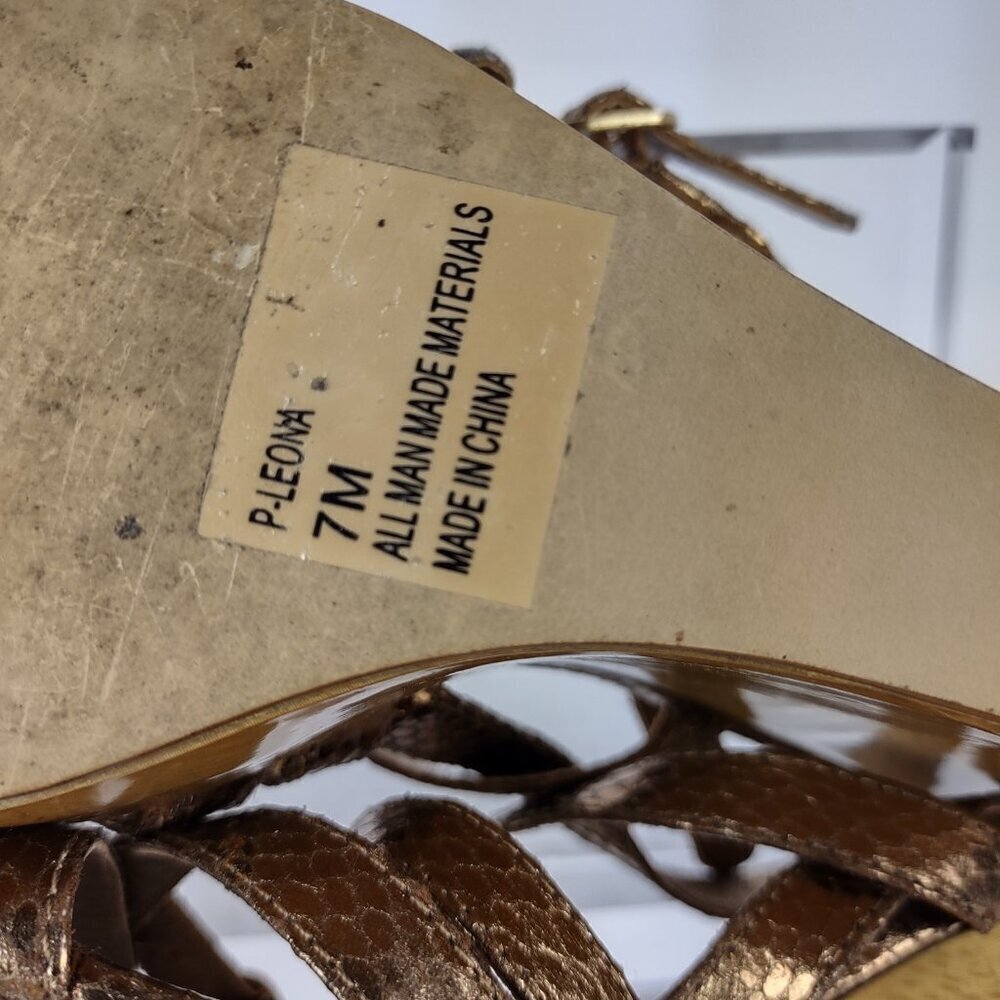 P-LEONA
7M
ALL MAN MADE MATERIALS
MADE IN CHINA